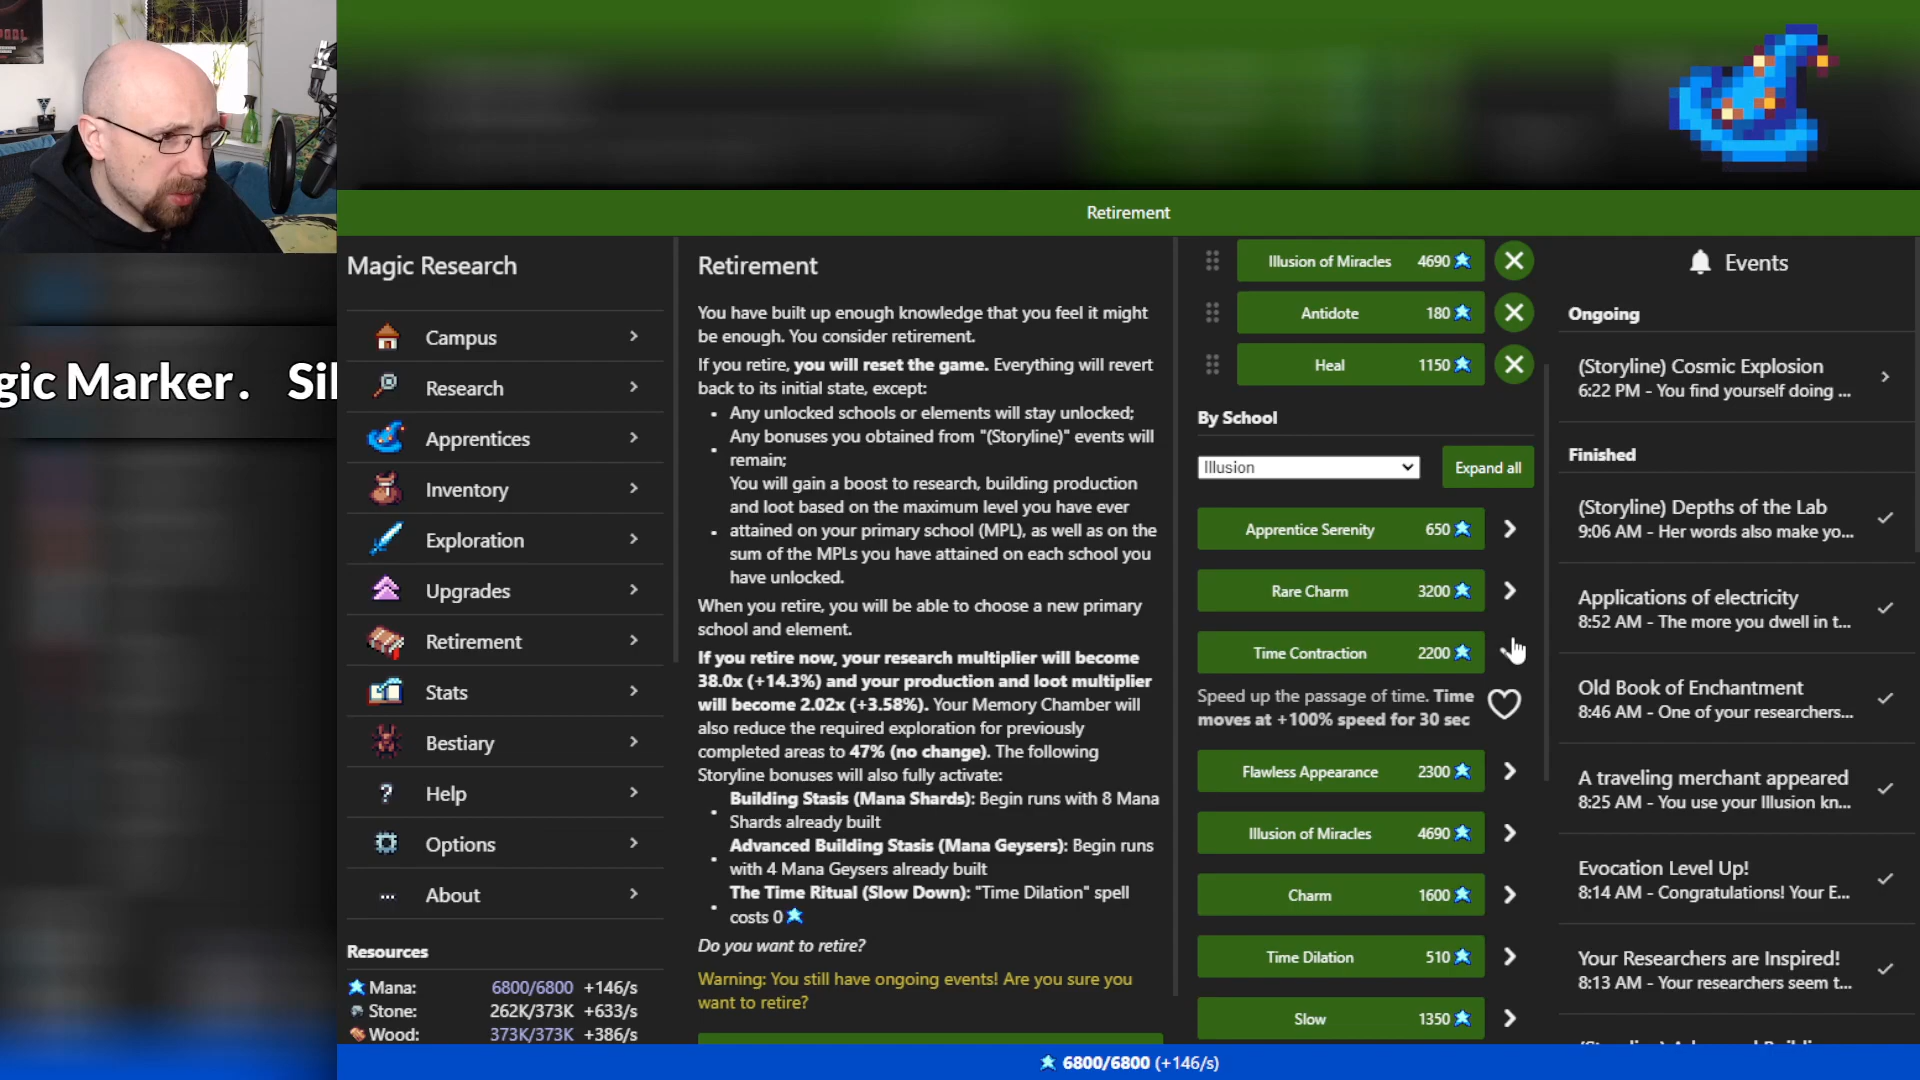 gic Marker.   Sil
Retirement
Magic Research
Campus
Research
Apprentices
Inventory
Exploration
Upgrades
Retirement
Stats
Bestiary
Help
Options
About
Resources
Mana: 6800/6800 +146/s
Stone: 262K/373K +633/s
Wood: 373K/373K +386/s
Retirement
You have built up enough knowledge that you feel it might
be enough. You consider retirement.
If you retire, you will reset the game. Everything will revert
back to its initial state, except:
Any unlocked schools or elements will stay unlocked;
Any bonuses you obtained from "(Storyline)" events will
remain;
You will gain a boost to research, building production
and loot based on the maximum level you have ever
attained on your primary school (MPL), as well as on the
sum of the MPLs you have attained on each school you
have unlocked.
When you retire, you will be able to choose a new primary
school and element.
If you retire now, your research multiplier will become
38.0x (+14.3%) and your production and loot multiplier
will become 2.02x (+3.58%). Your Memory Chamber will
also reduce the required exploration for previously
completed areas to 47% (no change). The following
Storyline bonuses will also fully activate:
Building Stasis (Mana Shards): Begin runs with 8 Mana
Shards already built
Advanced Building Stasis (Mana Geysers): Begin runs
with 4 Mana Geysers already built
The Time Ritual (Slow Down): "Time Dilation" spell
costs 0
Do you want to retire?
Warning: You still have ongoing events! Are you sure you
want to retire?
Illusion of Miracles 4690
Antidote 180
Heal 1150
By School
Illusion
Expand all
Apprentice Serenity 650
Rare Charm 3200
Time Contraction 2200
Speed up the passage of time. Time
moves at +100% speed for 30 sec
Flawless Appearance 2300
Illusion of Miracles 4690
Charm 1600
Time Dilation 510
Slow 1350
Events
Ongoing
(Storyline) Cosmic Explosion
6:22 PM - You find yourself doing ...
Finished
(Storyline) Depths of the Lab
9:06 AM - Her words also make yo...
Applications of electricity
8:52 AM - The more you dwell in t...
Old Book of Enchantment
8:46 AM - One of your researchers...
A traveling merchant appeared
8:25 AM - You use your Illusion kn...
Evocation Level Up!
8:14 AM - Congratulations! Your E...
Your Researchers are Inspired!
8:13 AM - Your researchers seem t...
6800/6800 (+146/s)